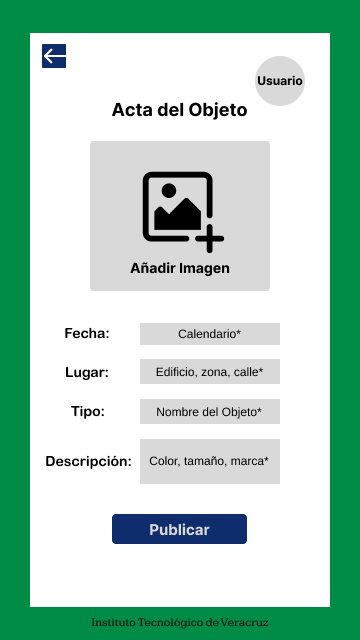 Usuario
Acta del Objeto
Añadir Imagen
Fecha: Calendario*
Lugar: Edificio, zona, calle*
Tipo: Nombre del Objeto*
Descripción: Color, tamaño, marca*
Publicar
Instituto Tecnológico de Veracruz